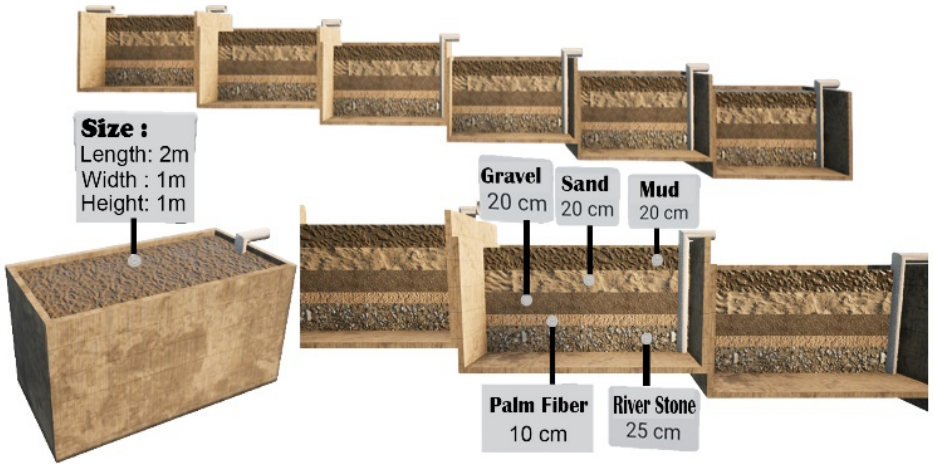 Size :
Length: 2m
Width : 1m
Height: 1m
Gravel
20 cm
Sand
20 cm
Mud
20 cm
Palm Fiber
10 cm
River Stone
25 cm